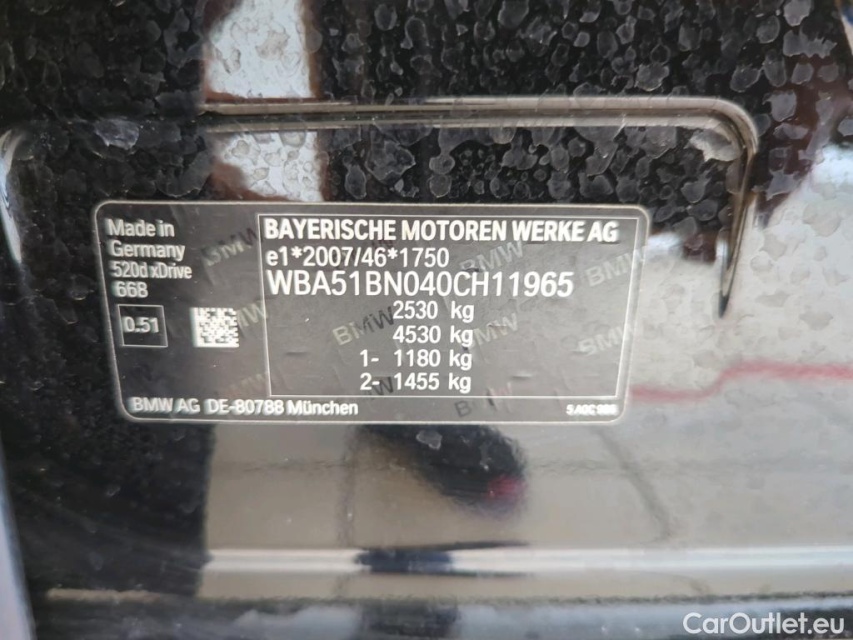 Made in
Germany
520d xDrive
66B
0.51
BAYERISCHE MOTOREN WERKE AG
e1*2007/46*1750
WBA51BN040CH11965
2530 kg
4530 kg
1- 1180 kg
2- 1455 kg
BMW AG DE-80788 München
CarOutlet.eu